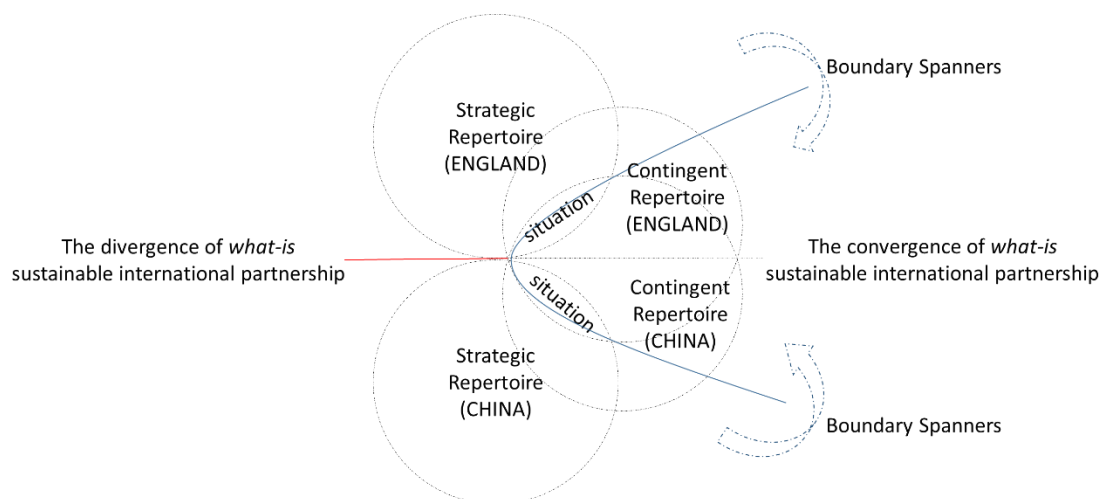 Boundary Spanners
Strategic
Repertoire
(ENGLAND)
Contingent
Repertoire
(ENGLAND)
situation
The divergence of what-is
sustainable international partnership
The convergence of what-is
sustainable international partnership
situation
Contingent
Repertoire
(CHINA)
Strategic
Repertoire
(CHINA)
Boundary Spanners